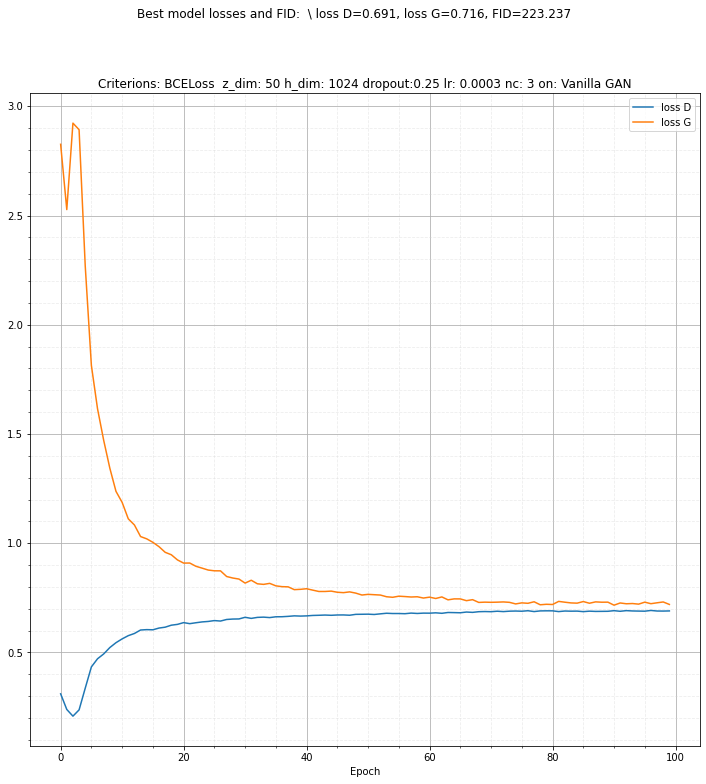 Best model losses and FID:  \ loss D=0.691, loss G=0.716, FID=223.237
Criterions: BCELoss  z_dim: 50 h_dim: 1024 dropout:0.25 lr: 0.0003 nc: 3 on: Vanilla GAN
3.0
loss D
loss G
2.5
2.0
1.5
1.0
0.5
0 20 40 60 80 100
Epoch